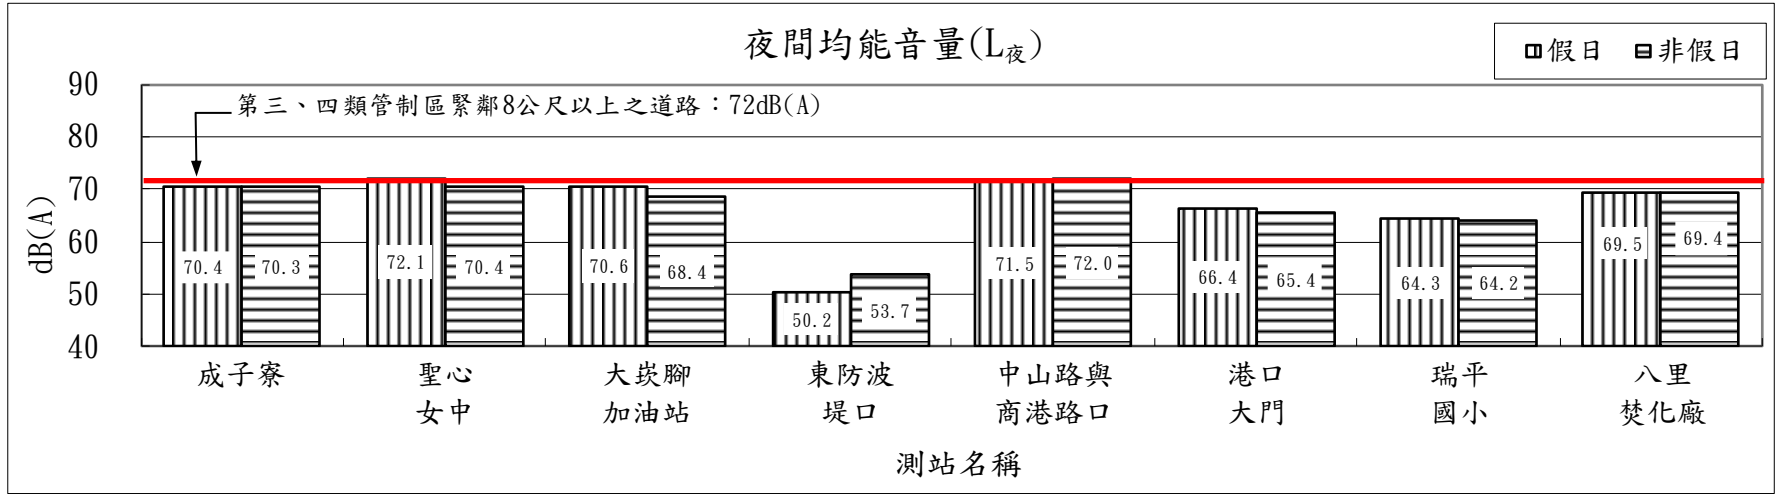 夜間均能音量(L夜)
假日 非假日
第三、四類管制區緊鄰8公尺以上之道路：72dB(A)
90
80
70
60
50
40
dB(A)
70.4 70.3 72.1 70.4 70.6 68.4 50.2 53.7 71.5 72.0 66.4 65.4 64.3 64.2 69.5 69.4
成子寮 聖心 大崁腳 東防波 中山路與 港口 瑞平 八里
女中 加油站 堤口 商港路口 大門 國小 焚化廠
測站名稱